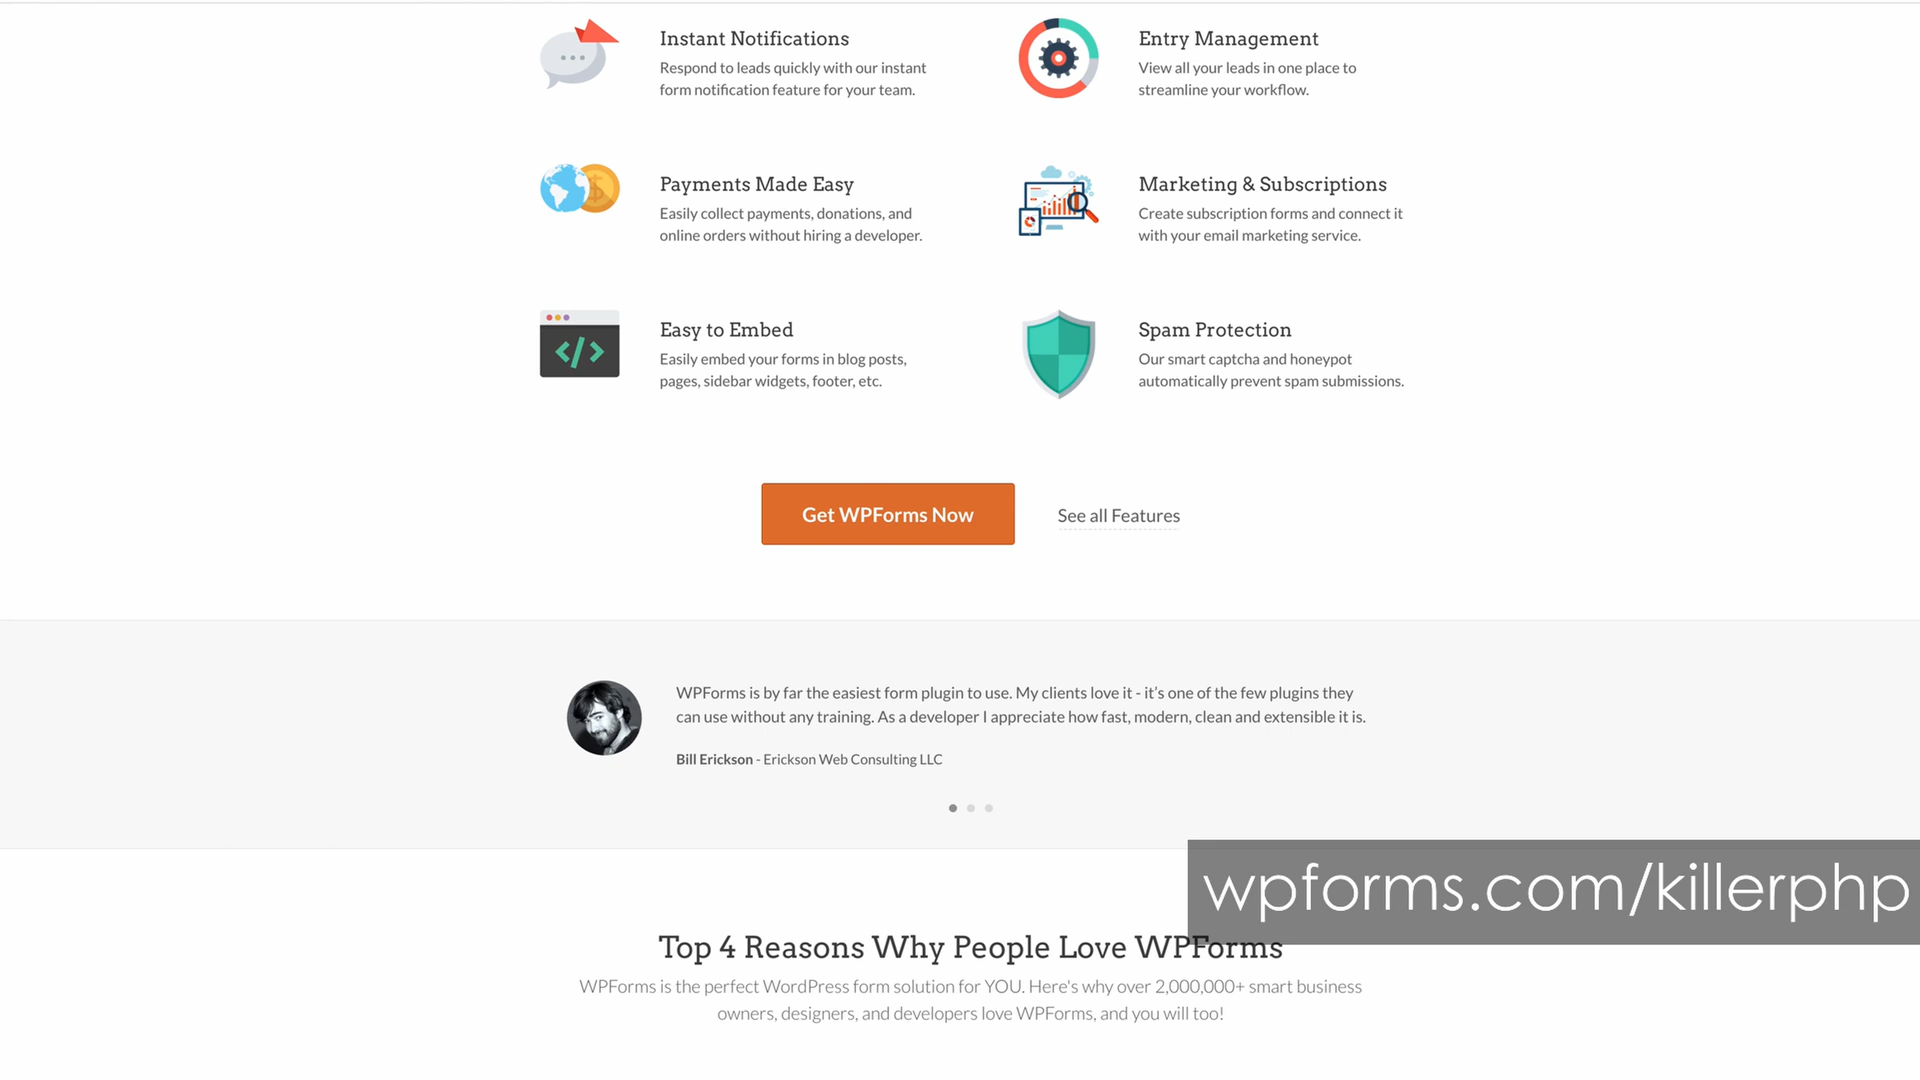 Instant Notifications
Respond to leads quickly with our instant
form notification feature for your team.
Entry Management
View all your leads in one place to
streamline your workflow.
Payments Made Easy
Easily collect payments, donations, and
online orders without hiring a developer.
Marketing & Subscriptions
Create subscription forms and connect it
with your email marketing service.
Easy to Embed
Easily embed your forms in blog posts,
pages, sidebar widgets, footer, etc.
Spam Protection
Our smart captcha and honeypot
automatically prevent spam submissions.
Get WPForms Now
See all Features
WPForms is by far the easiest form plugin to use. My clients love it - it’s one of the few plugins they
can use without any training. As a developer I appreciate how fast, modern, clean and extensible it is.
Bill Erickson - Erickson Web Consulting LLC
wpforms.com/killerphp
Top 4 Reasons Why People Love WPForms
WPForms is the perfect WordPress form solution for YOU. Here's why over 2,000,000+ smart business
owners, designers, and developers love WPForms, and you will too!